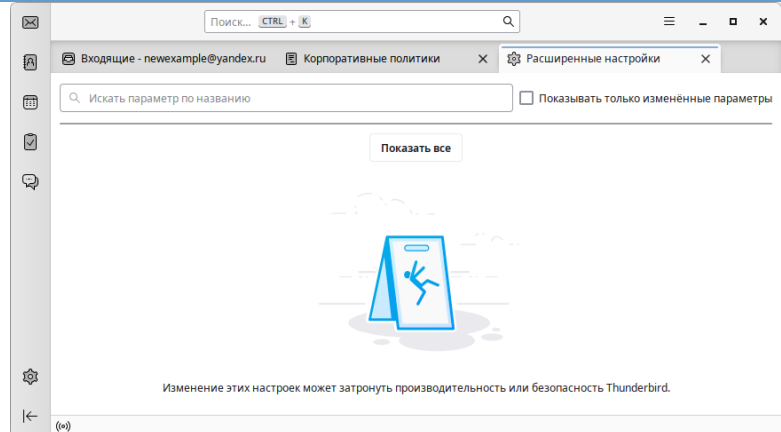 Поиск... CTRL + K
Входящие - newexample@yandex.ru
Корпоративные политики
Расширенные настройки
Искать параметр по названию
Показывать только изменённые параметры
Показать все
Изменение этих настроек может затронуть производительность или безопасность Thunderbird.